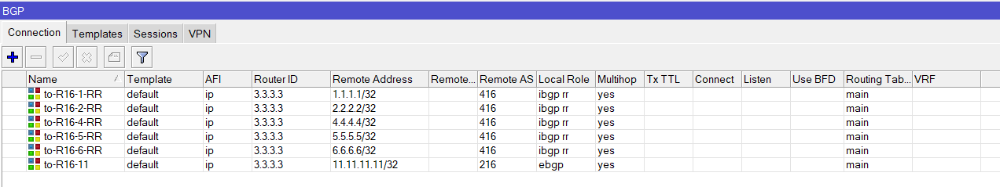 BGP
Connection Templates Sessions VPN
Name Template AFI Router ID Remote Address Remote... Remote AS Local Role Multihop Tx TTL Connect Listen Use BFD Routing Tab... VRF
to-R16-1-RR default ip 3.3.3.3 1.1.1.1/32 416 ibgp rr yes main
to-R16-2-RR default ip 3.3.3.3 2.2.2.2/32 416 ibgp rr yes main
to-R16-4-RR default ip 3.3.3.3 4.4.4.4/32 416 ibgp rr yes main
to-R16-5-RR default ip 3.3.3.3 5.5.5.5/32 416 ibgp rr yes main
to-R16-6-RR default ip 3.3.3.3 6.6.6.6/32 416 ibgp rr yes main
to-R16-11 default ip 3.3.3.3 11.11.11.11/32 216 ebgp yes main